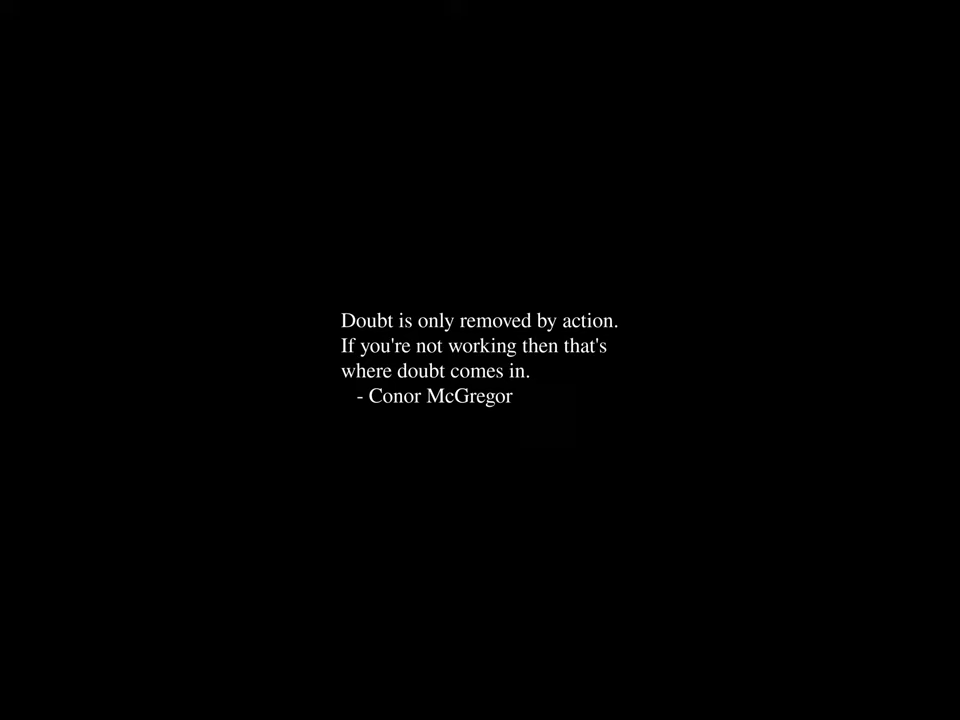 Doubt is only removed by action.
If you're not working then that's
where doubt comes in.
- Conor McGregor